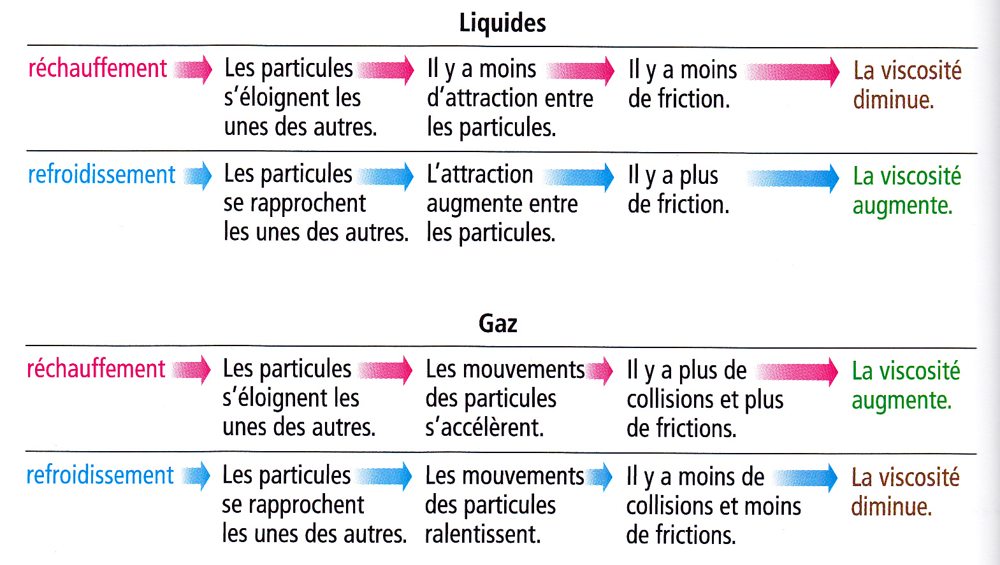 Liquides
réchauffement Les particules Il y a moins Il y a moins La viscosité
s'éloignent les d'attraction entre de friction. diminue.
unes des autres. les particules.
refroidissement Les particules L'attraction Il y a plus La viscosité
se rapprochent augmente entre de friction. augmente.
les unes des autres. les particules.
Gaz
réchauffement Les particules Les mouvements Il y a plus de La viscosité
s'éloignent les des particules collisions et plus augmente.
unes des autres. s'accélèrent. de frictions.
refroidissement Les particules Les mouvements Il y a moins de La viscosité
se rapprochent des particules collisions et moins diminue.
les unes des autres. ralentissent. de frictions.